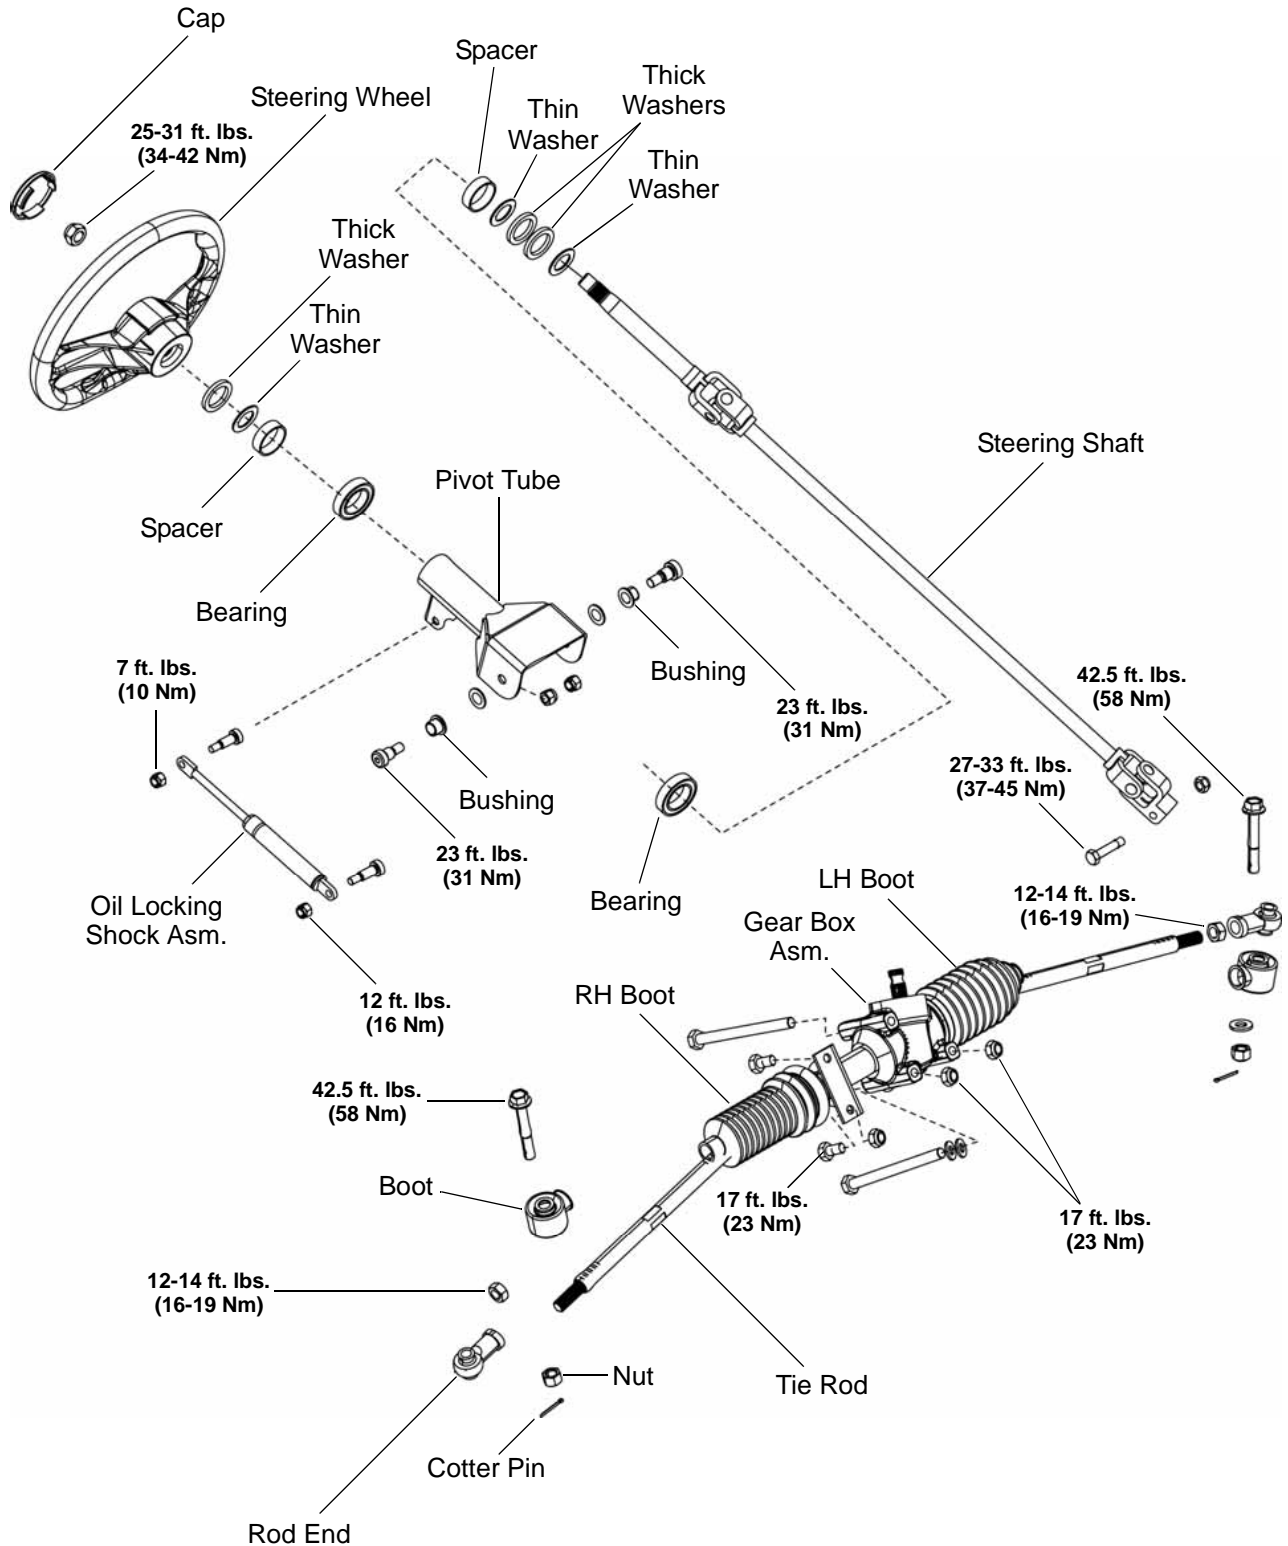 Cap
Spacer
Thick
Washers
Steering Wheel
Thin
Washer
25-31 ft. lbs.
(34-42 Nm)
Thin
Washer
Thick
Washer
Thin
Washer
Steering Shaft
Pivot Tube
Spacer
Bearing
Bushing
7 ft. lbs.
(10 Nm)
42.5 ft. lbs.
(58 Nm)
23 ft. lbs.
(31 Nm)
27-33 ft. lbs.
(37-45 Nm)
Bushing
23 ft. lbs.
(31 Nm)
Bearing
LH Boot
12-14 ft. lbs.
(16-19 Nm)
Oil Locking
Shock Asm.
Gear Box
Asm.
RH Boot
12 ft. lbs.
(16 Nm)
42.5 ft. lbs.
(58 Nm)
Boot
17 ft. lbs.
(23 Nm)
17 ft. lbs.
(23 Nm)
12-14 ft. lbs.
(16-19 Nm)
Nut
Tie Rod
Cotter Pin
Rod End